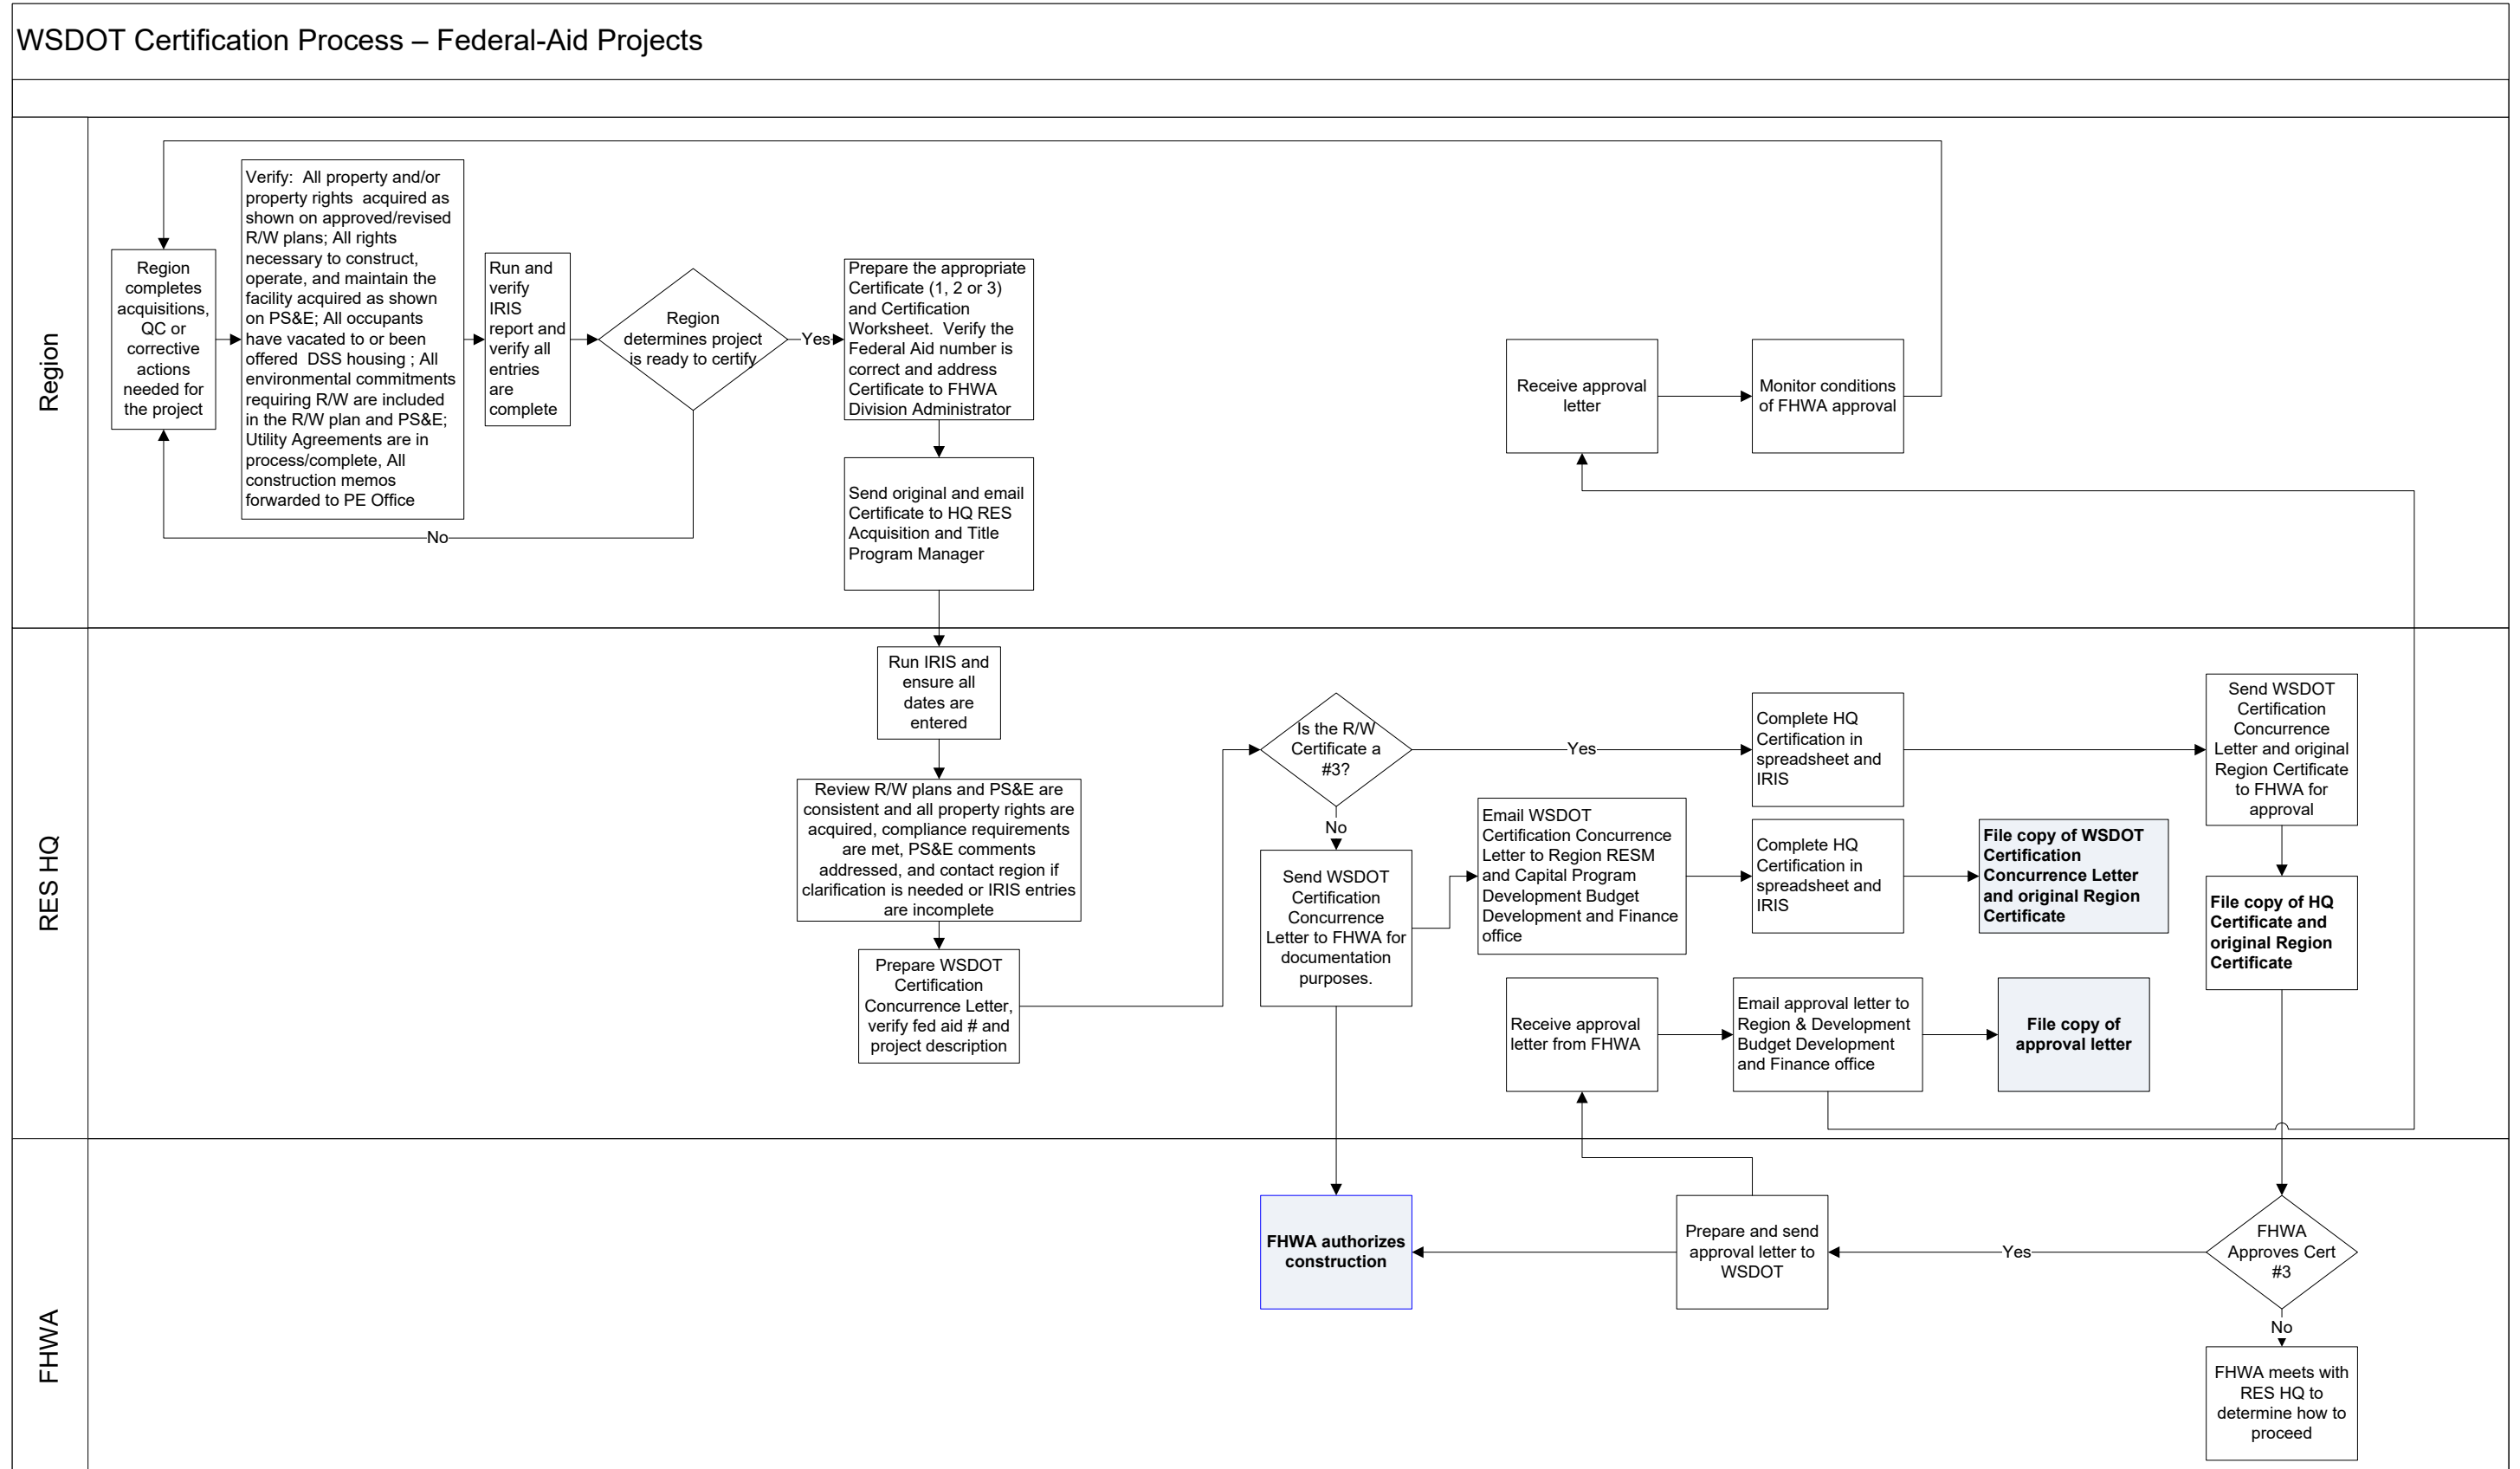 WSDOT Certification Process – Federal-Aid Projects
Region
Region
completes
acquisitions,
QC or
corrective
actions
needed for
the project
Verify:  All property and/or
property rights  acquired as
shown on approved/revised
R/W plans; All rights
necessary to construct,
operate, and maintain the
facility acquired as shown
on PS&E; All occupants
have vacated to or been
offered  DSS housing ; All
environmental commitments
requiring R/W are included
in the R/W plan and PS&E;
Utility Agreements are in
process/complete, All
construction memos
forwarded to PE Office
Run and
verify
IRIS
report and
verify all
entries
are
complete
Region
determines project
is ready to certify
Yes
No
Prepare the appropriate
Certificate (1, 2 or 3)
and Certification
Worksheet.  Verify the
Federal Aid number is
correct and address
Certificate to FHWA
Division Administrator
Send original and email
Certificate to HQ RES
Acquisition and Title
Program Manager
Receive approval
letter
Monitor conditions
of FHWA approval
RES HQ
Run IRIS and
ensure all
dates are
entered
Review R/W plans and PS&E are
consistent and all property rights are
acquired, compliance requirements
are met, PS&E comments
addressed, and contact region if
clarification is needed or IRIS entries
are incomplete
Prepare WSDOT
Certification
Concurrence Letter,
verify fed aid # and
project description
Is the R/W
Certificate a
#3?
Yes
No
Complete HQ
Certification in
spreadsheet and
IRIS
Send WSDOT
Certification
Concurrence
Letter and original
Region Certificate
to FHWA for
approval
Send WSDOT
Certification
Concurrence
Letter to FHWA for
documentation
purposes.
Email WSDOT
Certification Concurrence
Letter to Region RESM
and Capital Program
Development Budget
Development and Finance
office
Complete HQ
Certification in
spreadsheet and
IRIS
File copy of WSDOT
Certification
Concurrence Letter
and original Region
Certificate
File copy of HQ
Certificate and
original Region
Certificate
Receive approval
letter from FHWA
Email approval letter to
Region & Development
Budget Development
and Finance office
File copy of
approval letter
FHWA
FHWA authorizes
construction
Prepare and send
approval letter to
WSDOT
Yes
FHWA
Approves Cert
#3
No
FHWA meets with
RES HQ to
determine how to
proceed